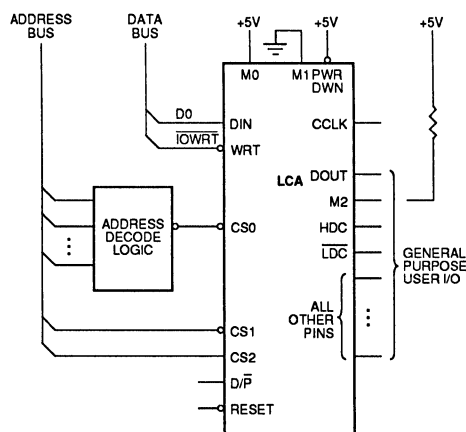 ADDRESS
BUS
DATA
BUS
+5V
+5V
+5V
M0
M1
PWR
DWN
D0
DIN
CCLK
IOWRT
WRT
DOUT
LCA
M2
ADDRESS
DECODE
LOGIC
CS0
HDC
LDC
GENERAL
PURPOSE
USER I/O
ALL
OTHER
PINS
CS1
CS2
D/P
RESET